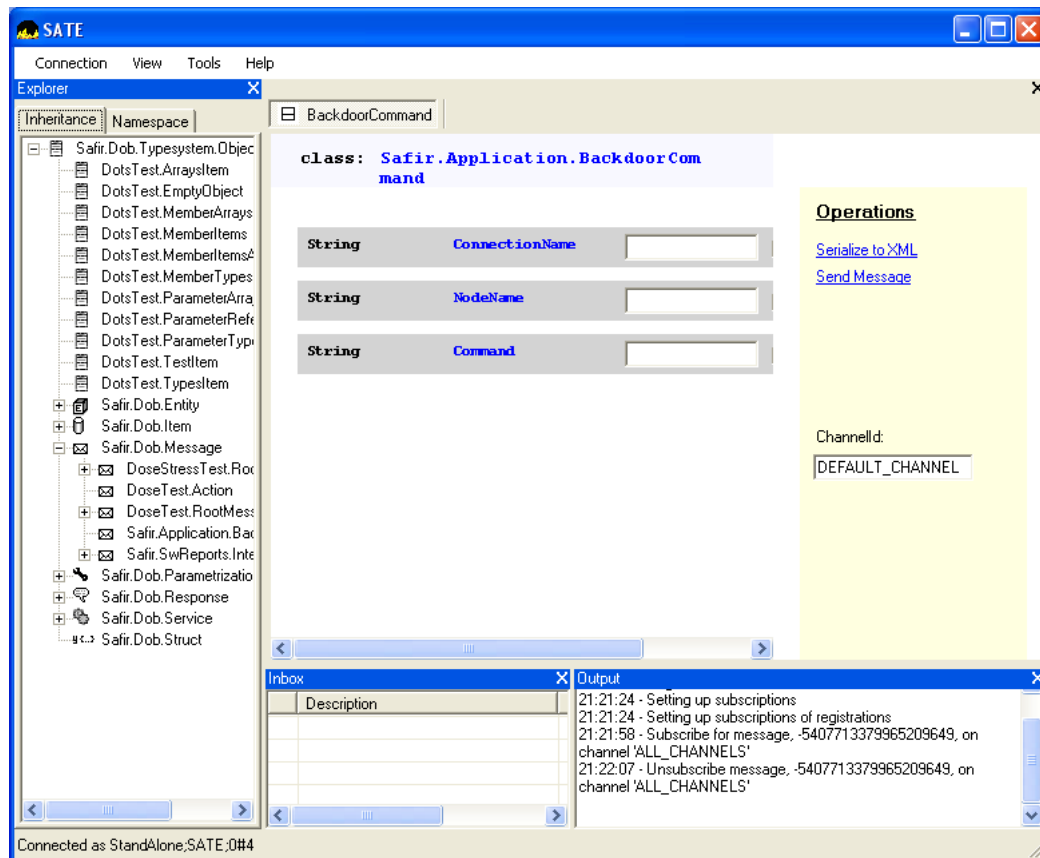 SATE
Connection View Tools Help
Explorer
Inheritance Namespace
Safir.Dob.Typesystem.Objec
DotsTest.ArraysItem
DotsTest.EmptyObject
DotsTest.MemberArrays
DotsTest.MemberItems
DotsTest.MemberItemsA
DotsTest.MemberTypes
DotsTest.ParameterArra
DotsTest.ParameterRefe
DotsTest.ParameterType
DotsTest.TestItem
DotsTest.TypesItem
Safir.Dob.Entity
Safir.Dob.Item
Safir.Dob.Message
DoseStressTest.Roo
DoseTest.Action
DoseTest.RootMess
Safir.Application.Bac
Safir.SwReports.Inte
Safir.Dob.Parametrizatio
Safir.Dob.Response
Safir.Dob.Service
Safir.Dob.Struct
BackdoorCommand
class: Safir.Application.BackdoorCom
mand
String ConnectionName
String NodeName
String Command
Operations
Serialize to XML
Send Message
ChannelId:
DEFAULT_CHANNEL
Inbox
Description
Output
21:21:24 - Setting up subscriptions
21:21:24 - Setting up subscriptions of registrations
21:21:58 - Subscribe for message, -5407713379965209649, on
channel 'ALL_CHANNELS'
21:22:07 - Unsubscribe message, -5407713379965209649, on
channel 'ALL_CHANNELS'
Connected as StandAlone;SATE;0#4